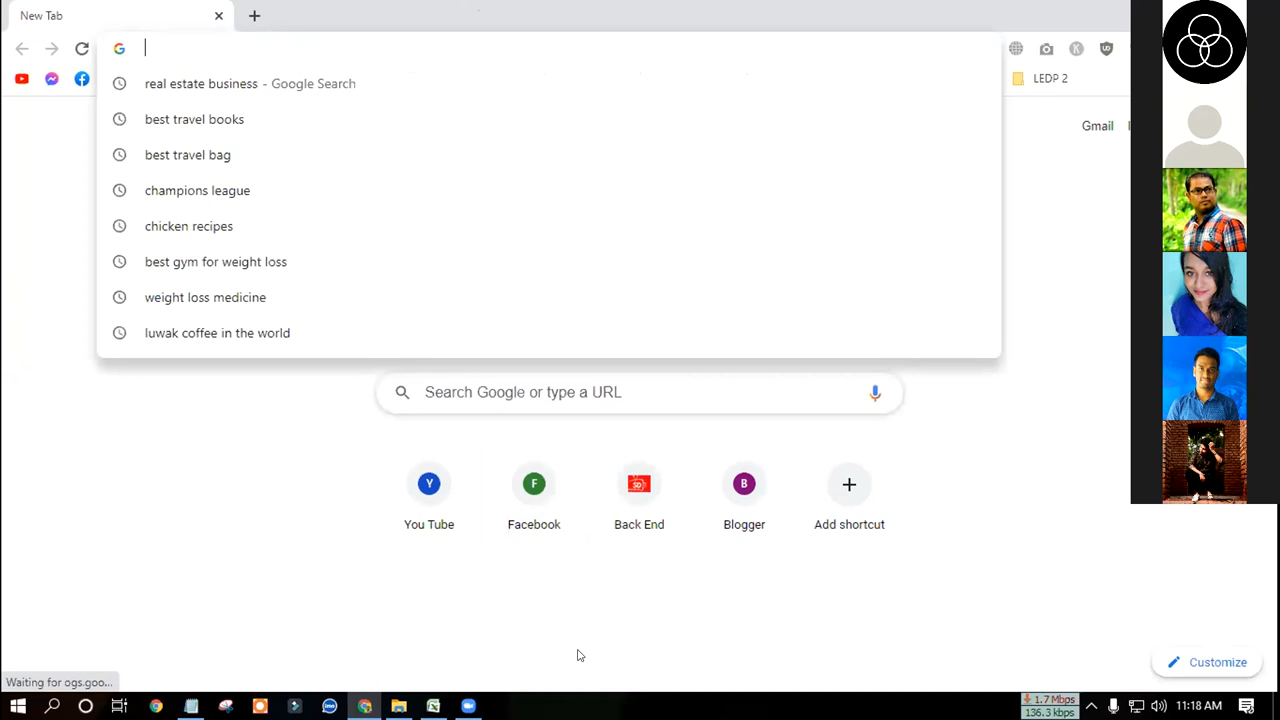 New Tab
real estate business - Google Search
best travel books
best travel bag
champions league
chicken recipes
best gym for weight loss
weight loss medicine
luwak coffee in the world
LEDP 2
Gmail
Search Google or type a URL
Y
F
SD
B
You Tube
Facebook
Back End
Blogger
Add shortcut
Customize
Waiting for ogs.goo...
1.7 Mbps
136.3 kbps
11:18 AM